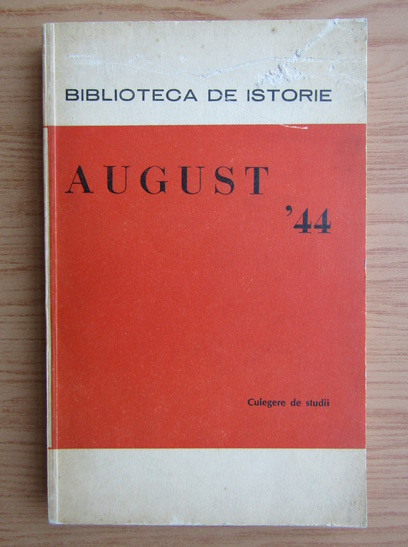 BIBLIOTECA DE ISTORIE
AUGUST
'44
Culegere de studii